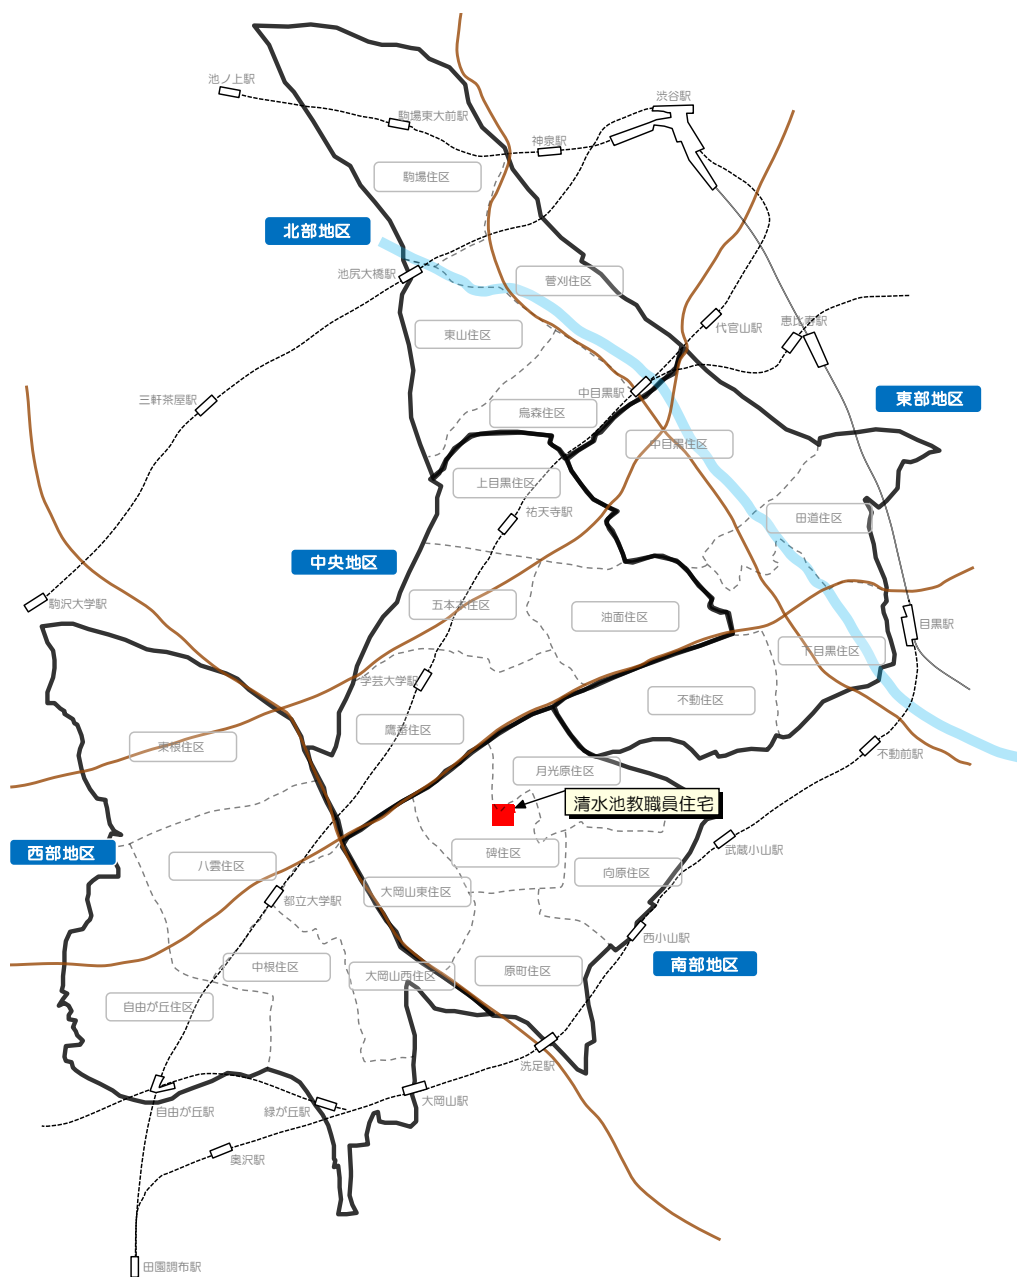 池ノ上駅
渋谷駅
駒場東大前駅
神泉駅
駒場住区
北部地区
池尻大橋駅
菅刈住区
代官山駅
恵比寿駅
東山住区
三軒茶屋駅
中目黒駅
東部地区
烏森住区
中目黒住区
上目黒住区
祐天寺駅
田道住区
中央地区
駒沢大学駅
五本木住区
油面住区
目黒駅
下目黒住区
学芸大学駅
不動住区
鷹番住区
東根住区
不動前駅
月光原住区
清水池教職員住宅
西部地区
碑住区
武蔵小山駅
八雲住区
向原住区
大岡山東住区
都立大学駅
西小山駅
中根住区
大岡山西住区
原町住区
南部地区
自由が丘住区
洗足駅
自由が丘駅
緑が丘駅
大岡山駅
奥沢駅
田園調布駅